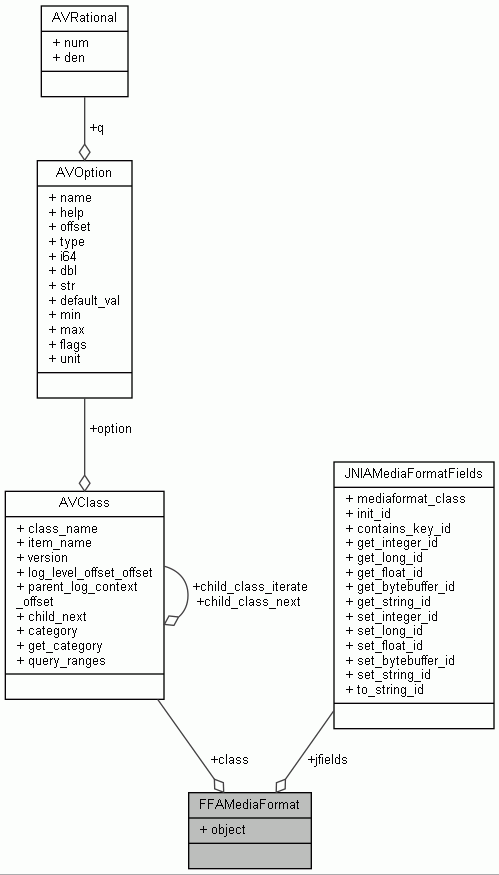 AVRational
+ num
+ den
+q
AVOption
+ name
+ help
+ offset
+ type
+ i64
+ dbl
+ str
+ default_val
+ min
+ max
+ flags
+ unit
+option
AVClass
+ class_name
+ item_name
+ version
+ log_level_offset_offset
+ parent_log_context
_offset
+ child_next
+ category
+ get_category
+ query_ranges
+child_class_iterate
+child_class_next
JNIAMediaFormatFields
+ mediaformat_class
+ init_id
+ contains_key_id
+ get_integer_id
+ get_long_id
+ get_float_id
+ get_bytebuffer_id
+ get_string_id
+ set_integer_id
+ set_long_id
+ set_float_id
+ set_bytebuffer_id
+ set_string_id
+ to_string_id
+class
+jfields
FFAMediaFormat
+ object